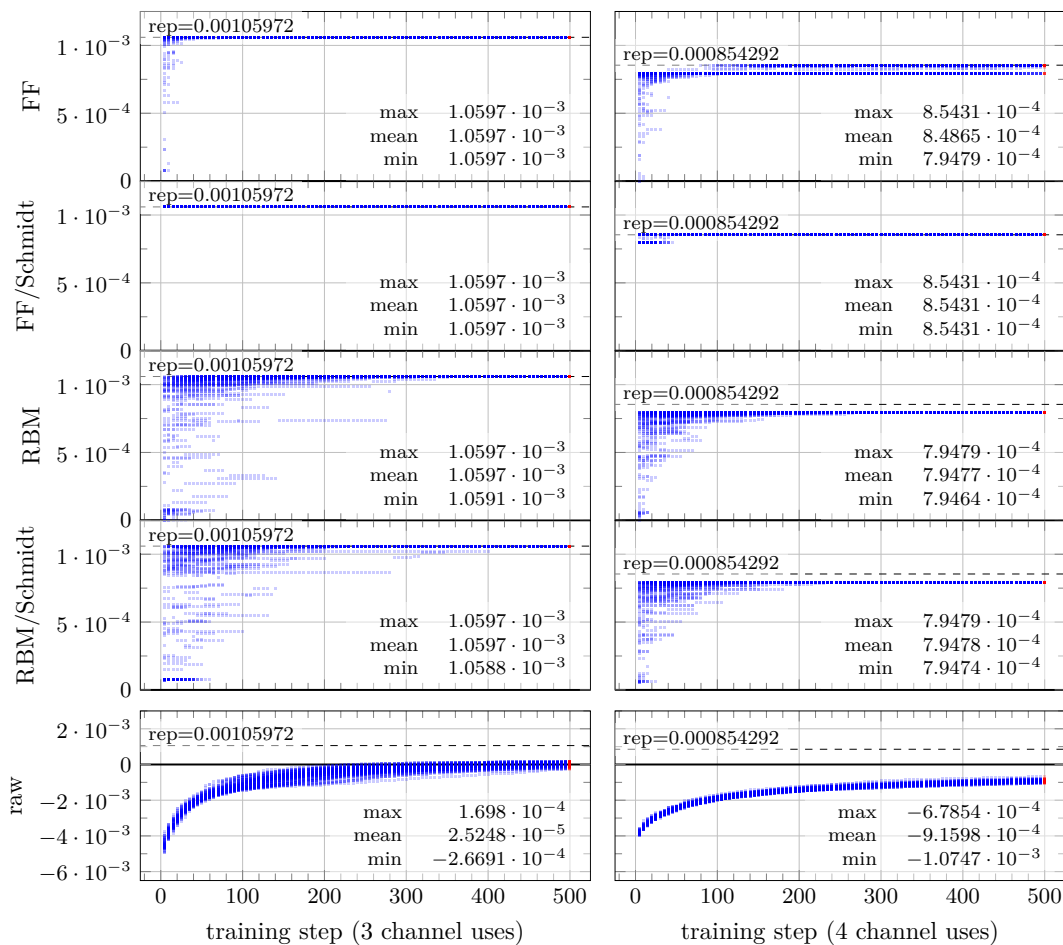 rep=0.00105972
1 · 10⁻³
5 · 10⁻⁴
0
FF
max 1.0597 · 10⁻³
mean 1.0597 · 10⁻³
min 1.0597 · 10⁻³
rep=0.000854292
max 8.5431 · 10⁻⁴
mean 8.4865 · 10⁻⁴
min 7.9479 · 10⁻⁴
rep=0.00105972
1 · 10⁻³
5 · 10⁻⁴
0
FF/Schmidt
max 1.0597 · 10⁻³
mean 1.0597 · 10⁻³
min 1.0597 · 10⁻³
rep=0.000854292
max 8.5431 · 10⁻⁴
mean 8.5431 · 10⁻⁴
min 8.5431 · 10⁻⁴
rep=0.00105972
1 · 10⁻³
5 · 10⁻⁴
0
RBM
max 1.0597 · 10⁻³
mean 1.0597 · 10⁻³
min 1.0591 · 10⁻³
rep=0.000854292
max 7.9479 · 10⁻⁴
mean 7.9477 · 10⁻⁴
min 7.9464 · 10⁻⁴
rep=0.00105972
1 · 10⁻³
5 · 10⁻⁴
0
RBM/Schmidt
max 1.0597 · 10⁻³
mean 1.0597 · 10⁻³
min 1.0588 · 10⁻³
rep=0.000854292
max 7.9479 · 10⁻⁴
mean 7.9478 · 10⁻⁴
min 7.9474 · 10⁻⁴
rep=0.00105972
2 · 10⁻³
0
−2 · 10⁻³
−4 · 10⁻³
−6 · 10⁻³
raw
max 1.698 · 10⁻⁴
mean 2.5248 · 10⁻⁵
min −2.6691 · 10⁻⁴
rep=0.000854292
max −6.7854 · 10⁻⁴
mean −9.1598 · 10⁻⁴
min −1.0747 · 10⁻³
0 100 200 300 400 500
training step (3 channel uses)
0 100 200 300 400 500
training step (4 channel uses)